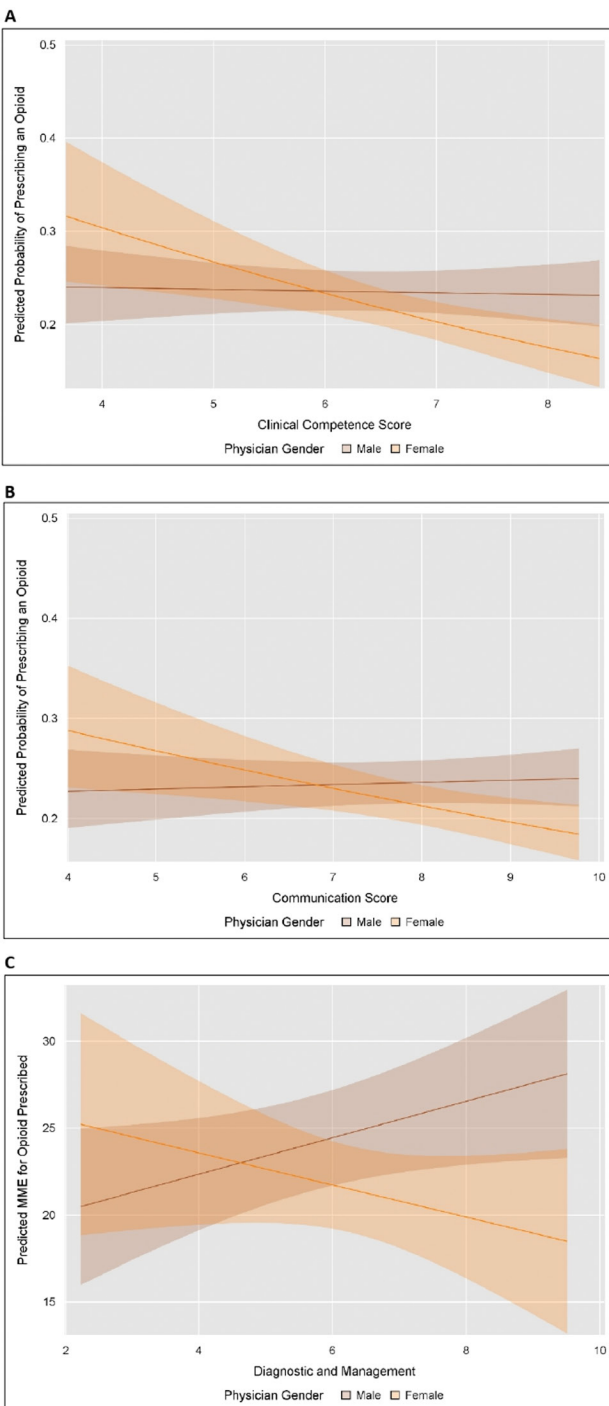 A
Predicted Probability of Prescribing an Opioid
0.5
0.4
0.3
0.2
4 5 6 7 8
Clinical Competence Score
Physician Gender Male Female
B
Predicted Probability of Prescribing an Opioid
0.5
0.4
0.3
0.2
4 5 6 7 8 9 10
Communication Score
Physician Gender Male Female
C
Predicted MME for Opioid Prescribed
30
25
20
15
2 4 6 8 10
Diagnostic and Management
Physician Gender Male Female